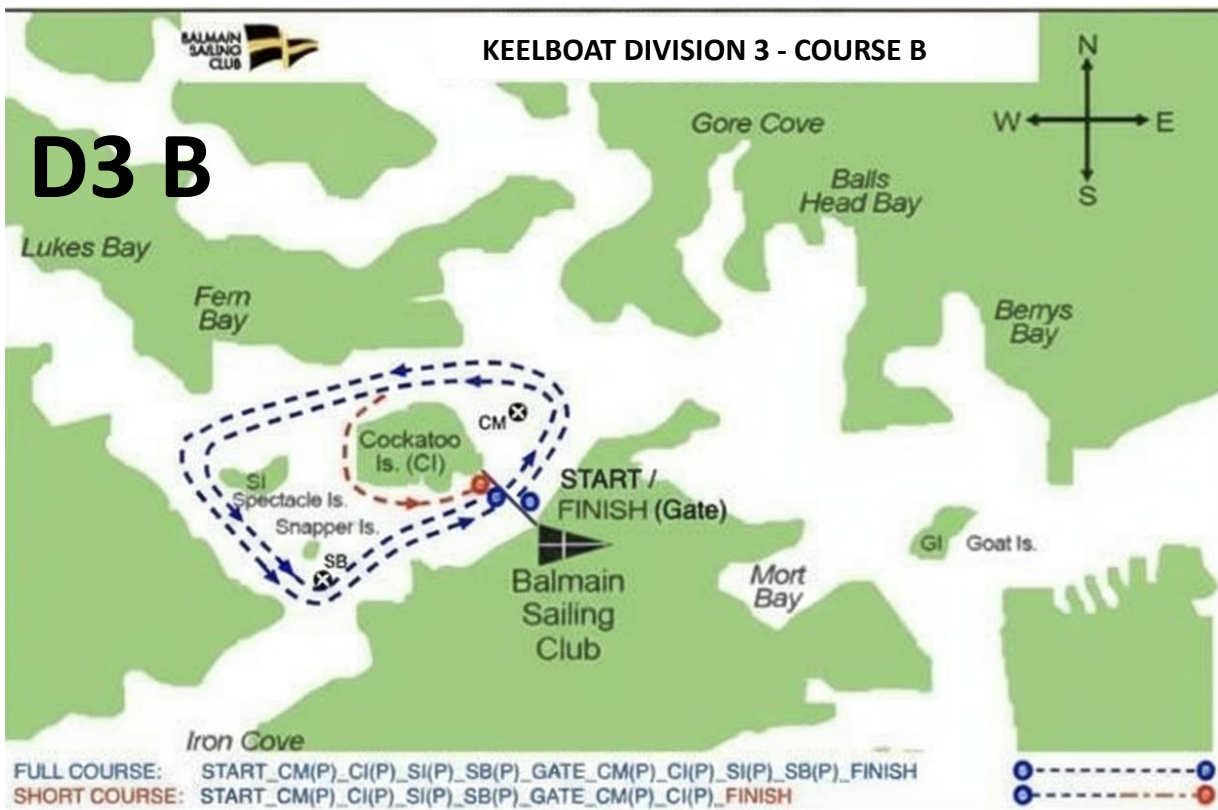 BALMAIN
SAILING
CLUB
KEELBOAT DIVISION 3 - COURSE B
D3 B
N
W
E
S
Gore Cove
Balls
Head Bay
Lukes Bay
Fern
Bay
Berrys
Bay
CM
Cockatoo
Is. (CI)
SI
Spectacle Is.
Snapper Is.
SB
START /
FINISH (Gate)
Balmain
Sailing
Club
GI
Goat Is.
Mort
Bay
Iron Cove
FULL COURSE: START_CM(P)_CI(P)_SI(P)_SB(P)_GATE_CM(P)_CI(P)_SI(P)_SB(P)_FINISH
SHORT COURSE: START_CM(P)_CI(P)_SI(P)_SB(P)_GATE_CM(P)_CI(P)_FINISH